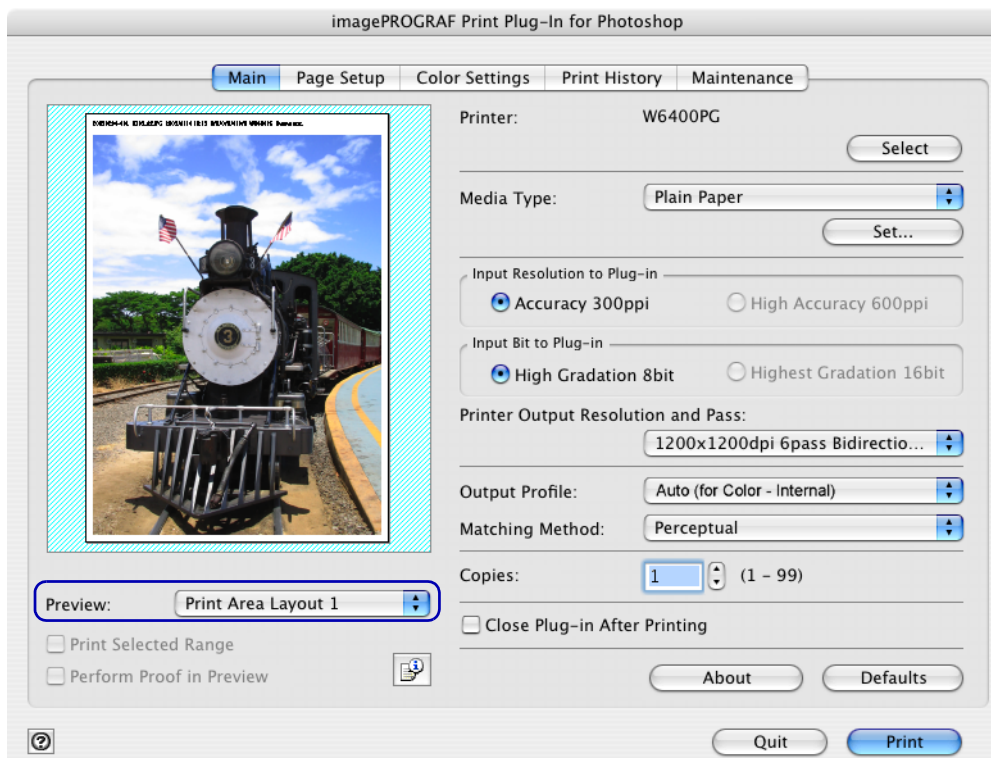 imagePROGRAF Print Plug-In for Photoshop
Main
Page Setup
Color Settings
Print History
Maintenance
3
Preview:
Print Area Layout 1
Print Selected Range
Perform Proof in Preview
Printer:
W6400PG
Select
Media Type:
Plain Paper
Set...
Input Resolution to Plug-in
Accuracy 300ppi
High Accuracy 600ppi
Input Bit to Plug-in
High Gradation 8bit
Highest Gradation 16bit
Printer Output Resolution and Pass:
1200x1200dpi 6pass Bidirectio...
Output Profile:
Auto (for Color - Internal)
Matching Method:
Perceptual
Copies:
1
(1 - 99)
Close Plug-in After Printing
About
Defaults
?
Quit
Print